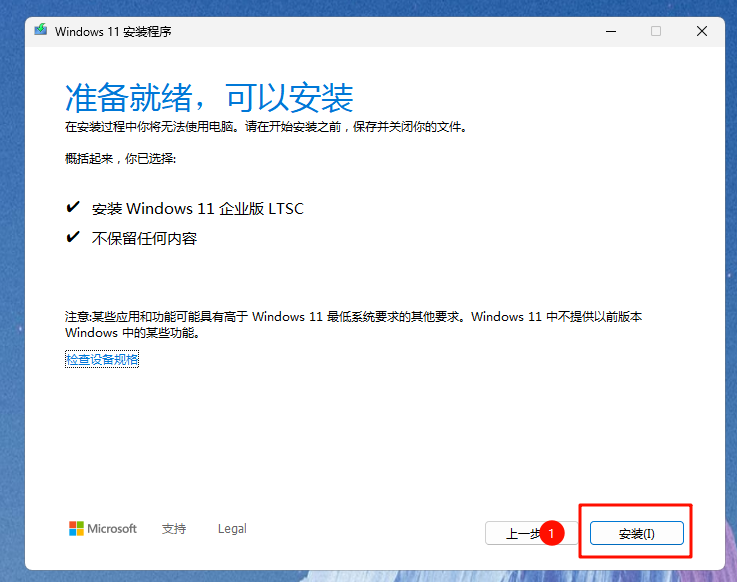 Windows 11 安装程序
准备就绪，可以安装
在安装过程中你将无法使用电脑。请在开始安装之前，保存并关闭你的文件。
概括起来，你已选择:
✔ 安装 Windows 11 企业版 LTSC
✔ 不保留任何内容
注意:某些应用和功能可能具有高于 Windows 11 最低系统要求的其他要求。Windows 11 中不提供以前版本
Windows 中的某些功能。
检查设备规格
Microsoft 支持 Legal 上一步 1 安装(I)